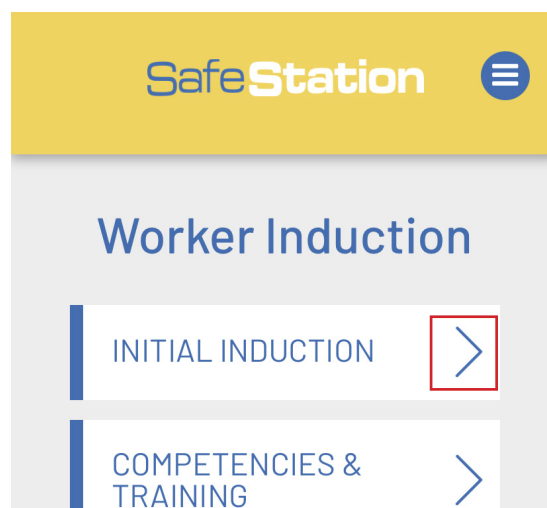 SafeStation
Worker Induction
INITIAL INDUCTION
COMPETENCIES &
TRAINING